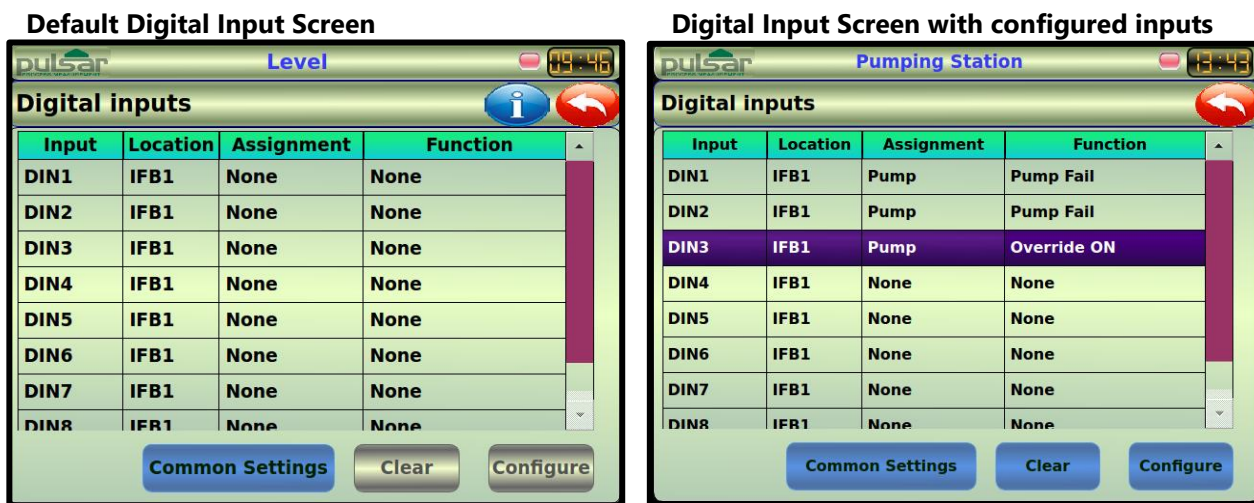 Default Digital Input Screen
pulsar
Level
09:46
Digital inputs
i
Input Location Assignment Function
DIN1 IFB1 None None
DIN2 IFB1 None None
DIN3 IFB1 None None
DIN4 IFB1 None None
DIN5 IFB1 None None
DIN6 IFB1 None None
DIN7 IFB1 None None
DIN8 IFB1 None None
Common Settings Clear Configure
Digital Input Screen with configured inputs
pulsar
Pumping Station
13:43
Digital inputs
Input Location Assignment Function
DIN1 IFB1 Pump Pump Fail
DIN2 IFB1 Pump Pump Fail
DIN3 IFB1 Pump Override ON
DIN4 IFB1 None None
DIN5 IFB1 None None
DIN6 IFB1 None None
DIN7 IFB1 None None
DIN8 IFB1 None None
Common Settings Clear Configure